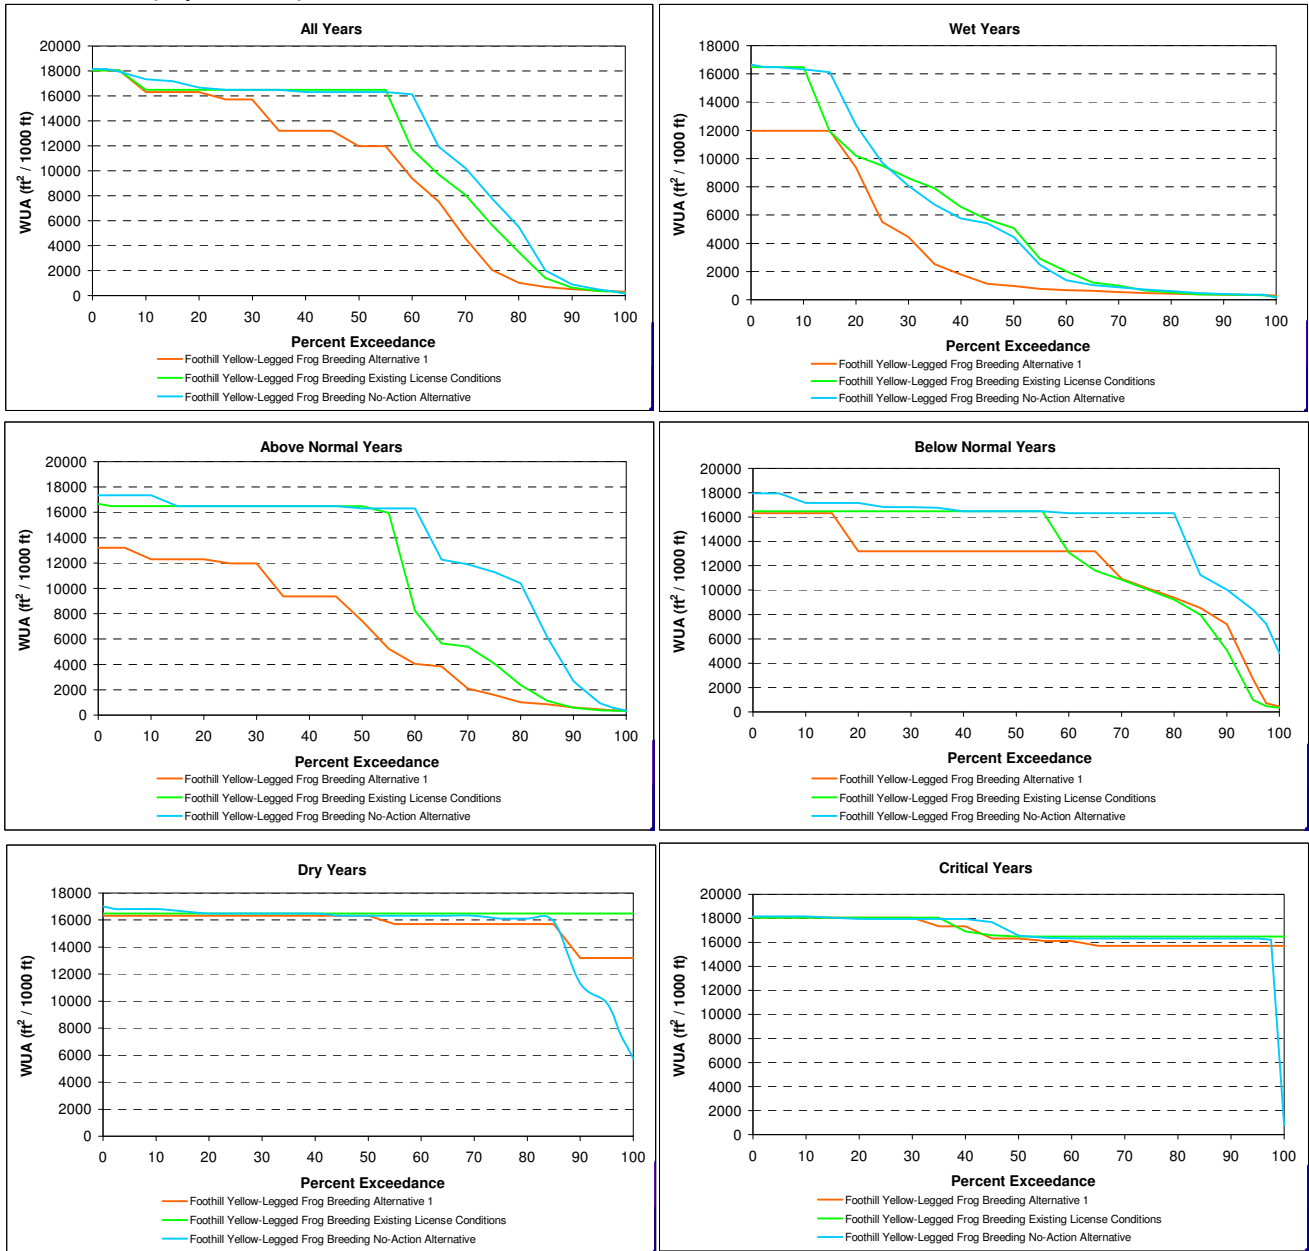 All Years
20000
18000
16000
14000
12000
10000
8000
6000
4000
2000
0
WUA (ft² / 1000 ft)
0 10 20 30 40 50 60 70 80 90 100
Percent Exceedance
Foothill Yellow-Legged Frog Breeding Alternative 1
Foothill Yellow-Legged Frog Breeding Existing License Conditions
Foothill Yellow-Legged Frog Breeding No-Action Alternative
Wet Years
18000
16000
14000
12000
10000
8000
6000
4000
2000
0
WUA (ft² / 1000 ft)
0 10 20 30 40 50 60 70 80 90 100
Percent Exceedance
Foothill Yellow-Legged Frog Breeding Alternative 1
Foothill Yellow-Legged Frog Breeding Existing License Conditions
Foothill Yellow-Legged Frog Breeding No-Action Alternative
Above Normal Years
20000
18000
16000
14000
12000
10000
8000
6000
4000
2000
0
WUA (ft² / 1000 ft)
0 10 20 30 40 50 60 70 80 90 100
Percent Exceedance
Foothill Yellow-Legged Frog Breeding Alternative 1
Foothill Yellow-Legged Frog Breeding Existing License Conditions
Foothill Yellow-Legged Frog Breeding No-Action Alternative
Below Normal Years
20000
18000
16000
14000
12000
10000
8000
6000
4000
2000
0
WUA (ft² / 1000 ft)
0 10 20 30 40 50 60 70 80 90 100
Percent Exceedance
Foothill Yellow-Legged Frog Breeding Alternative 1
Foothill Yellow-Legged Frog Breeding Existing License Conditions
Foothill Yellow-Legged Frog Breeding No-Action Alternative
Dry Years
18000
16000
14000
12000
10000
8000
6000
4000
2000
0
WUA (ft² / 1000 ft)
0 10 20 30 40 50 60 70 80 90 100
Percent Exceedance
Foothill Yellow-Legged Frog Breeding Alternative 1
Foothill Yellow-Legged Frog Breeding Existing License Conditions
Foothill Yellow-Legged Frog Breeding No-Action Alternative
Critical Years
20000
18000
16000
14000
12000
10000
8000
6000
4000
2000
0
WUA (ft² / 1000 ft)
0 10 20 30 40 50 60 70 80 90 100
Percent Exceedance
Foothill Yellow-Legged Frog Breeding Alternative 1
Foothill Yellow-Legged Frog Breeding Existing License Conditions
Foothill Yellow-Legged Frog Breeding No-Action Alternative